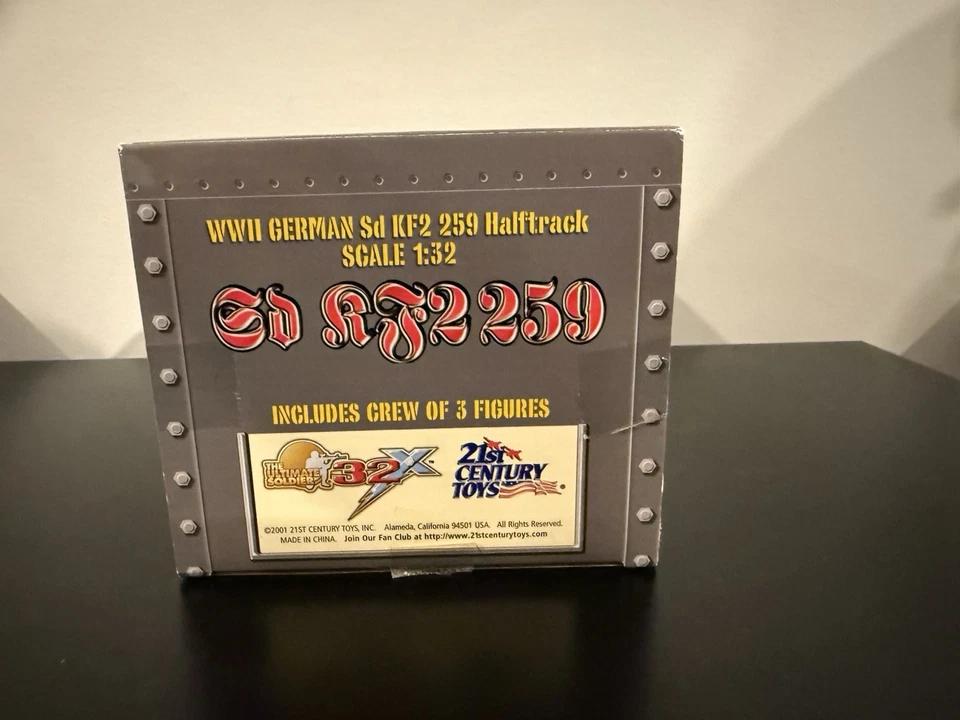 WWII GERMAN Sd KF2 259 Halftrack
SCALE 1:32
Sd KF2 259
INCLUDES CREW OF 3 FIGURES
THE ULTIMATE SOLDIER
32X™
21st
CENTURY
TOYS
©2001 21ST CENTURY TOYS, INC. Alameda, California 94501 USA. All Rights Reserved.
MADE IN CHINA. Join Our Fan Club at http://www.21stcenturytoys.com